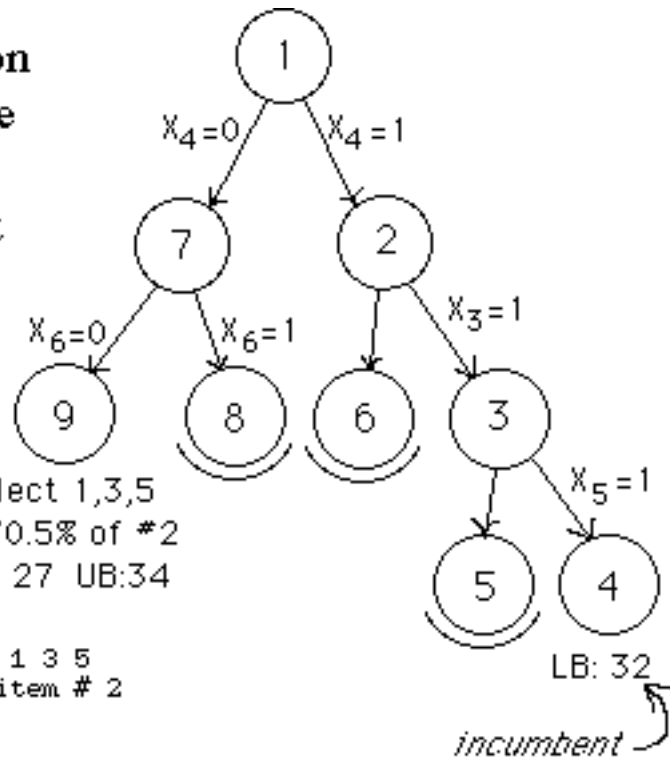 on
1
e
X4=0
X4=1
7
2
X6=0
X6=1
X3=1
9
8
6
3
lect 1,3,5
X5=1
0.5% of #2
27 UB:34
5
4
1 3 5
item # 2
LB: 32
incumbent